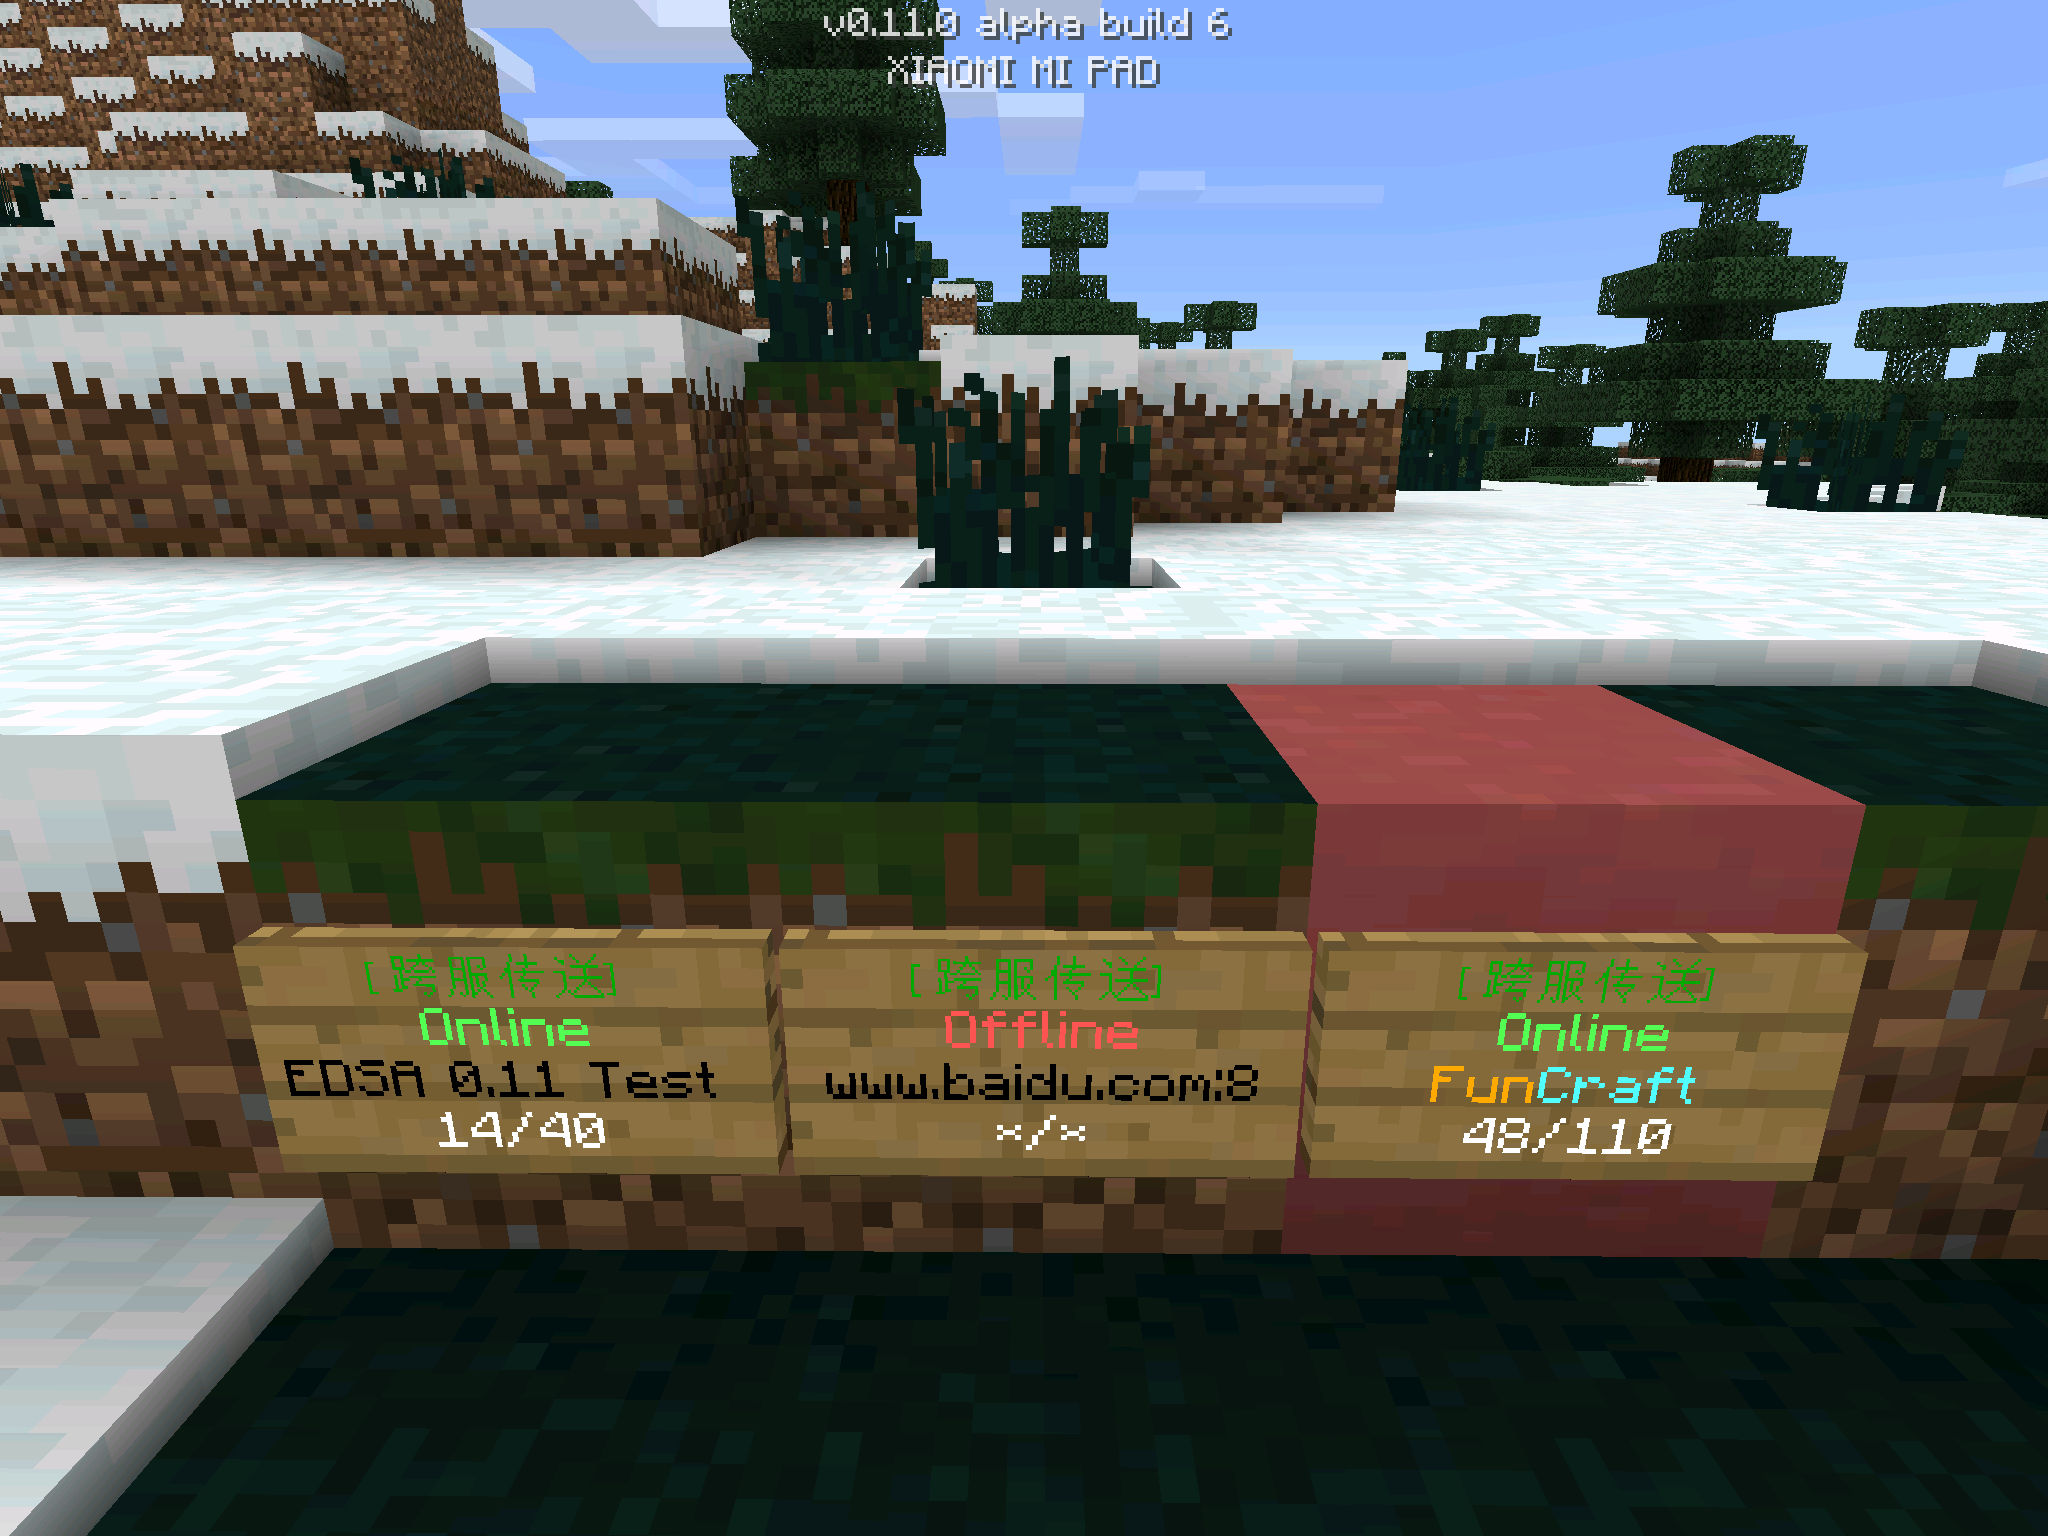 v0.11.0 alpha build 6
XIAOMI MI PAD
[跨服传送]
Online
EDSA 0.11 Test
14/40
[跨服传送]
Offline
www.baidu.com:8
×/×
[跨服传送]
Online
FunCraft
48/110